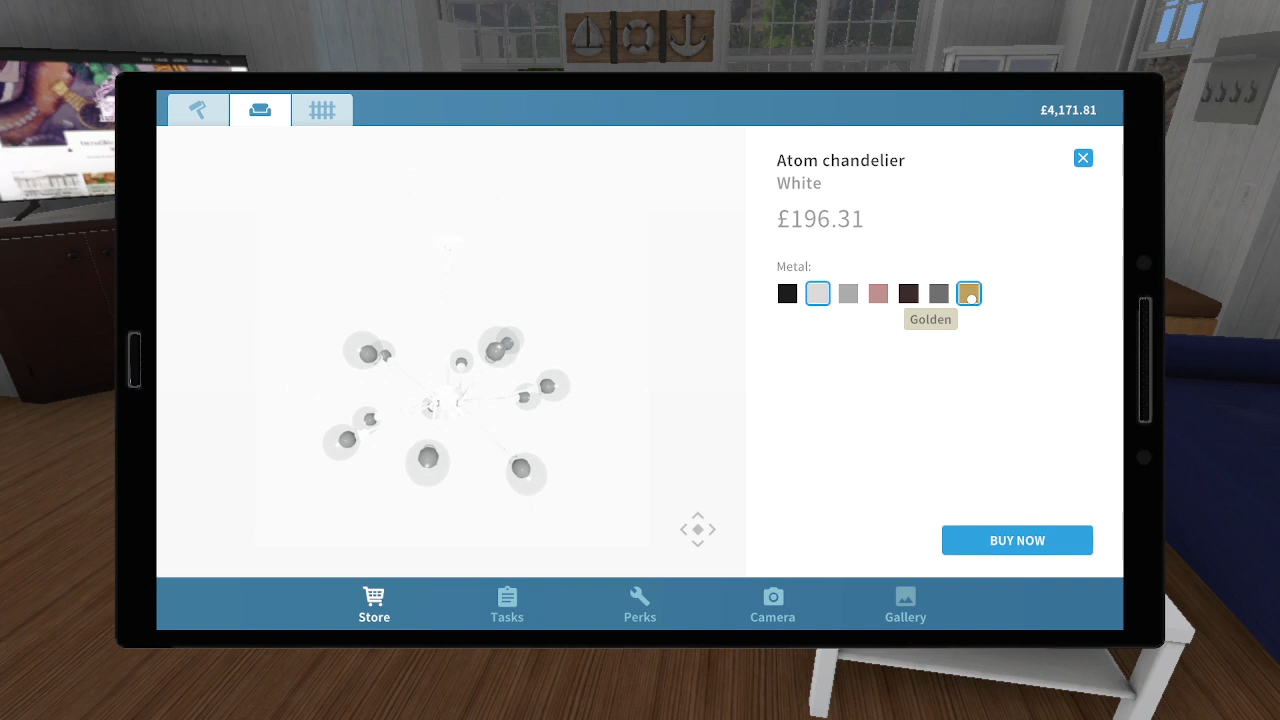 £4,171.81
Atom chandelier
White
£196.31
Metal:
Golden
BUY NOW
Store
Tasks
Perks
Camera
Gallery